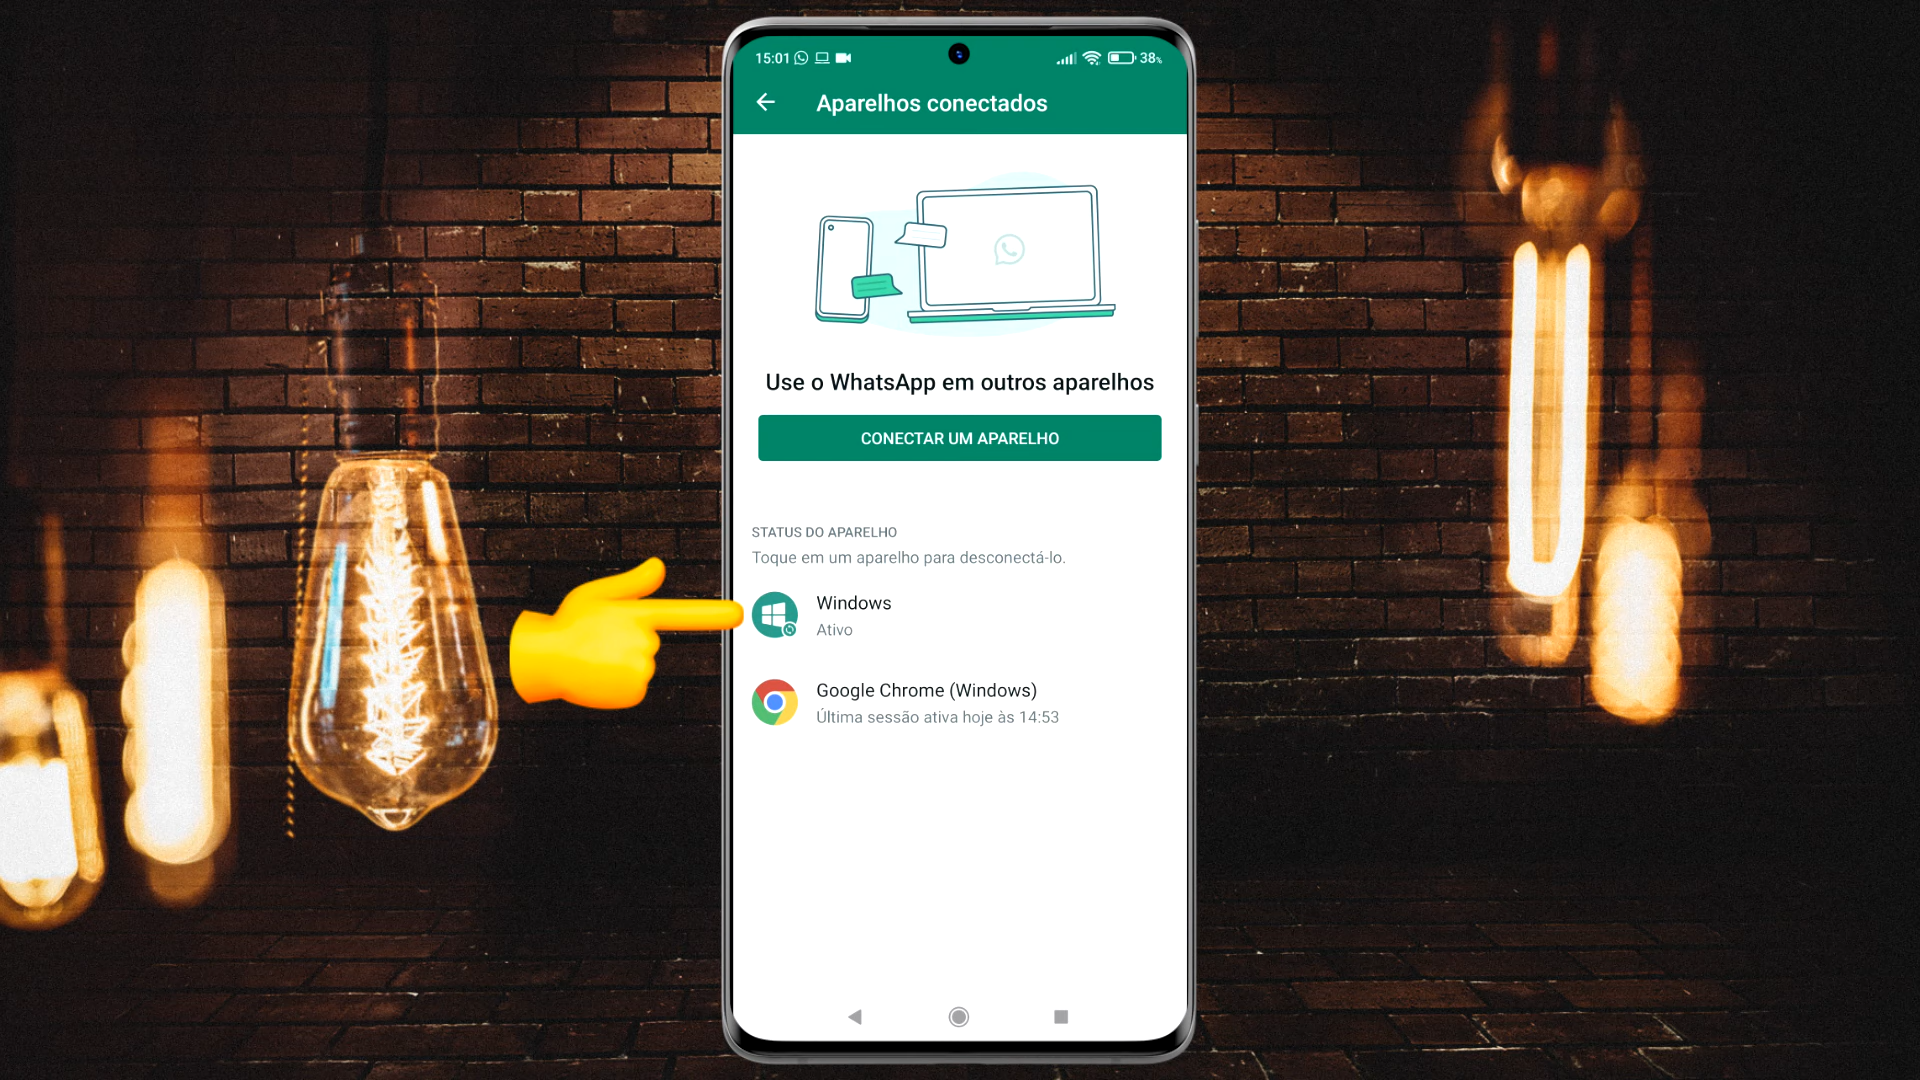 15:01 38%
Aparelhos conectados
Use o WhatsApp em outros aparelhos
CONECTAR UM APARELHO
STATUS DO APARELHO
Toque em um aparelho para desconectá-lo.
Windows
Ativo
Google Chrome (Windows)
Última sessão ativa hoje às 14:53